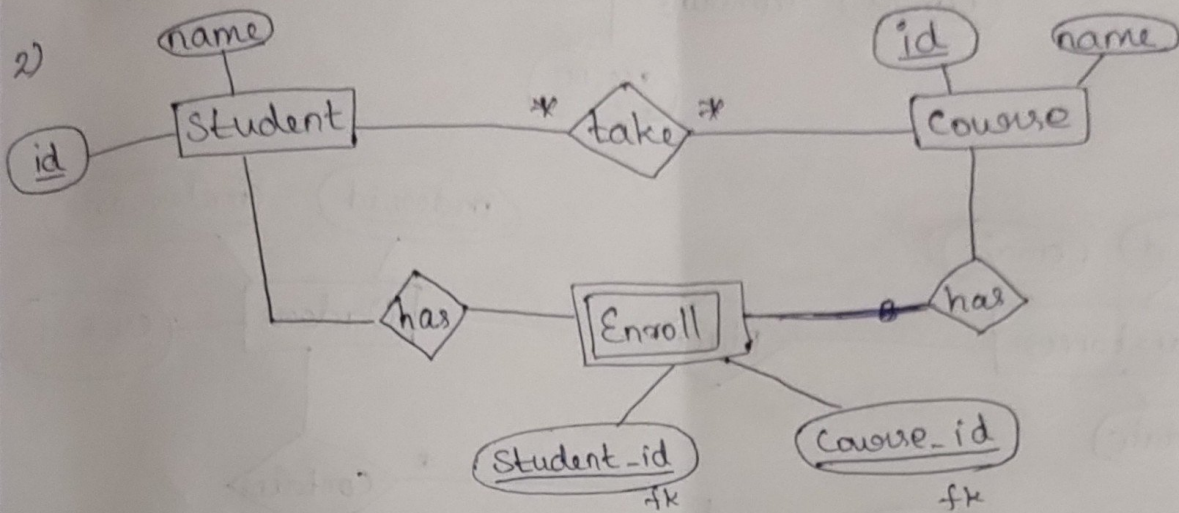 2)
name
id
name
Student
* take *
Course
id
has
Enroll
has
Student_id
Course_id
fk
fk